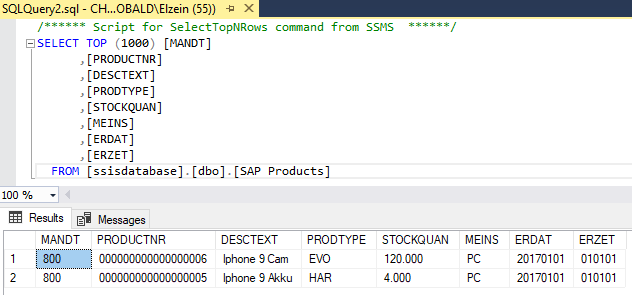 SQLQuery2.sql - CH...OBALD\Elzein (55))
/****** Script for SelectTopNRows command from SSMS  ******/
SELECT TOP (1000) [MANDT]
,[PRODUCTNR]
,[DESCTEXT]
,[PRODTYPE]
,[STOCKQUAN]
,[MEINS]
,[ERDAT]
,[ERZET]
FROM [ssisdatabase].[dbo].[SAP Products]
100 %
Results Messages
MANDT PRODUCTNR DESCTEXT PRODTYPE STOCKQUAN MEINS ERDAT ERZET
1 800 000000000000000006 Iphone 9 Cam EVO 120.000 PC 20170101 010101
2 800 000000000000000005 Iphone 9 Akku HAR 4.000 PC 20170101 010101